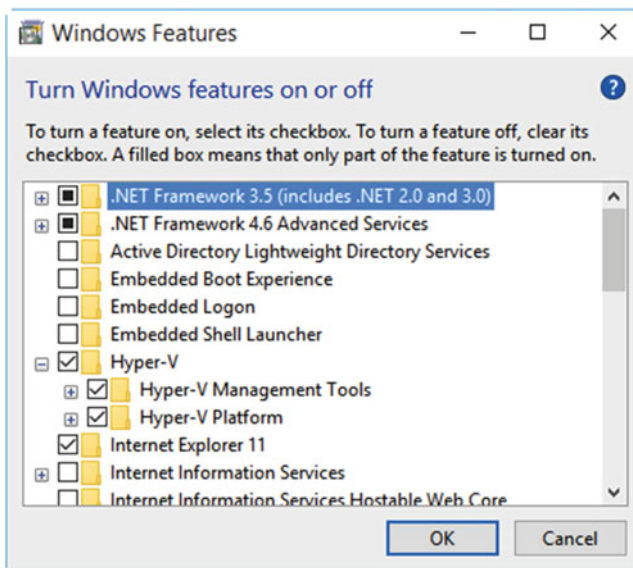 Windows Features
Turn Windows features on or off
?
To turn a feature on, select its checkbox. To turn a feature off, clear its
checkbox. A filled box means that only part of the feature is turned on.
.NET Framework 3.5 (includes .NET 2.0 and 3.0)
.NET Framework 4.6 Advanced Services
Active Directory Lightweight Directory Services
Embedded Boot Experience
Embedded Logon
Embedded Shell Launcher
Hyper-V
Hyper-V Management Tools
Hyper-V Platform
Internet Explorer 11
Internet Information Services
Internet Information Services Hostable Web Core
OK Cancel